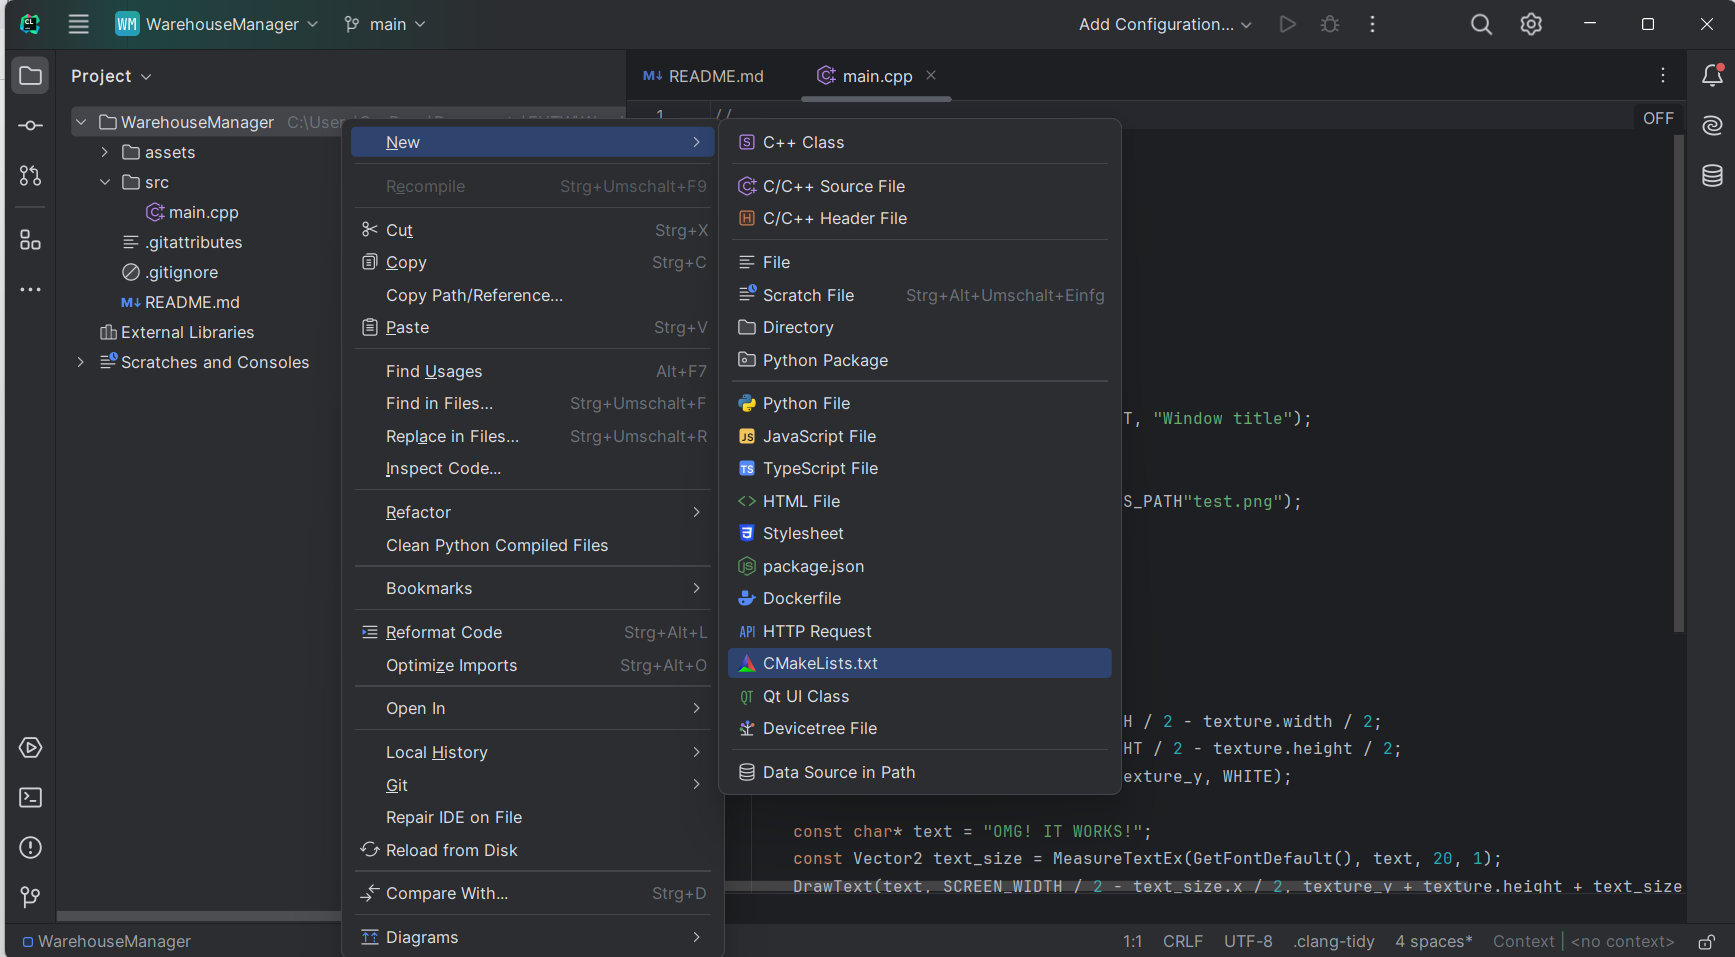 WM WarehouseManager
main
Add Configuration...
Project
README.md
main.cpp
WarehouseManager
assets
src
main.cpp
.gitattributes
.gitignore
README.md
External Libraries
Scratches and Consoles
New
Recompile Strg+Umschalt+F9
Cut Strg+X
Copy Strg+C
Copy Path/Reference...
Paste Strg+V
Find Usages Alt+F7
Find in Files... Strg+Umschalt+F
Replace in Files... Strg+Umschalt+R
Inspect Code...
Refactor
Clean Python Compiled Files
Bookmarks
Reformat Code Strg+Alt+L
Optimize Imports Strg+Alt+O
Open In
Local History
Git
Repair IDE on File
Reload from Disk
Compare With... Strg+D
Diagrams
C++ Class
C/C++ Source File
C/C++ Header File
File
Scratch File Strg+Alt+Umschalt+Einfg
Directory
Python Package
Python File
JavaScript File
TypeScript File
HTML File
Stylesheet
package.json
Dockerfile
API HTTP Request
CMakeLists.txt
QT Qt UI Class
Devicetree File
Data Source in Path
1 //
OFF
T, "Window title");
S_PATH"test.png");
H / 2 - texture.width / 2;
HT / 2 - texture.height / 2;
exture_y, WHITE);
const char* text = "OMG! IT WORKS!";
const Vector2 text_size = MeasureTextEx(GetFontDefault(), text, 20, 1);
DrawText(text, SCREEN_WIDTH / 2 - text_size.x / 2, texture_y + texture.height + text_size
WarehouseManager
1:1 CRLF UTF-8 .clang-tidy 4 spaces* Context | <no context>